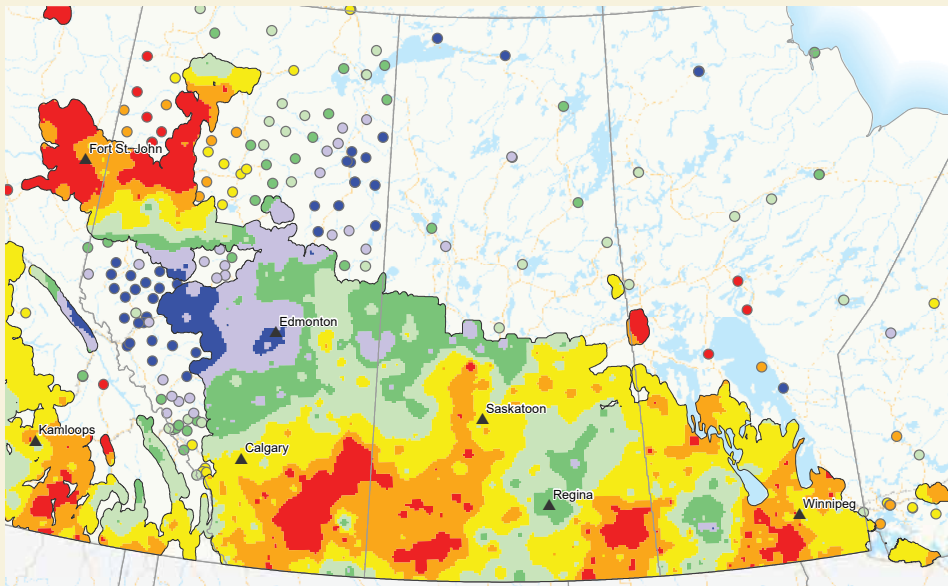 Fort St-John
Edmonton
Saskatoon
Kamloops
Calgary
Regina
Winnipeg